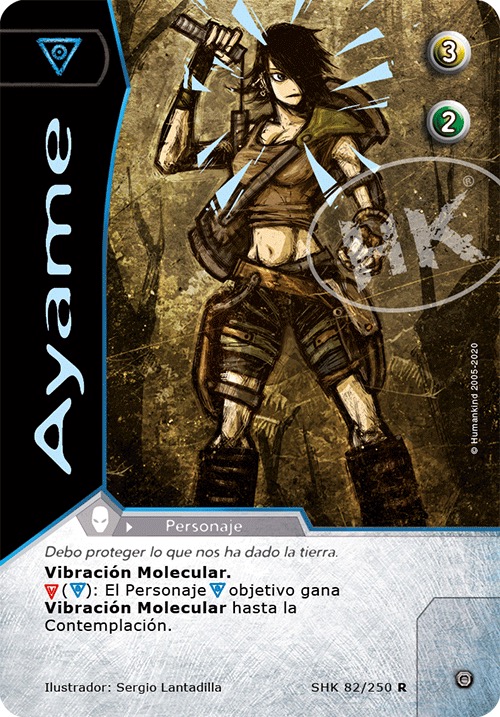 3
2
Ayame
HK
®
© Humankind 2005-2020
Personaje
Debo proteger lo que nos ha dado la tierra.
Vibración Molecular.
( ): El Personaje objetivo gana
Vibración Molecular hasta la
Contemplación.
Ilustrador: Sergio Lantadilla
SHK 82/250 R